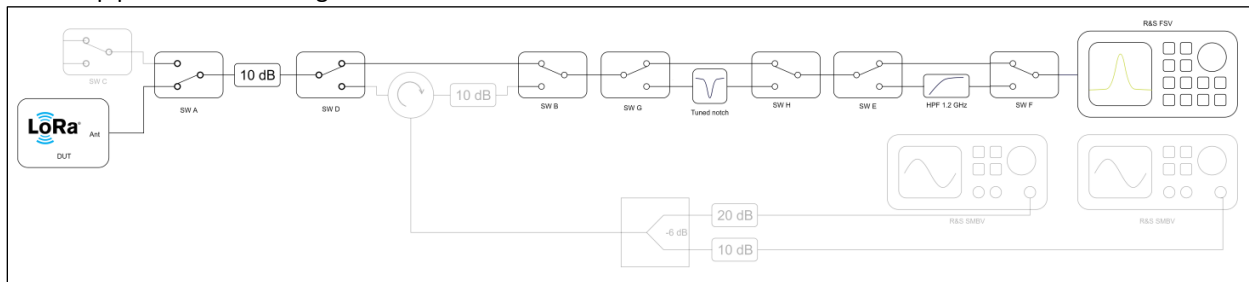 R&S FSV
SW C
10 dB
10 dB
SW A
SW D
SW B
SW G
Tuned notch
SW H
SW E
HPF 1.2 GHz
SW F
LoRa
Ant
DUT
20 dB
-6 dB
10 dB
R&S SMBV
R&S SMBV